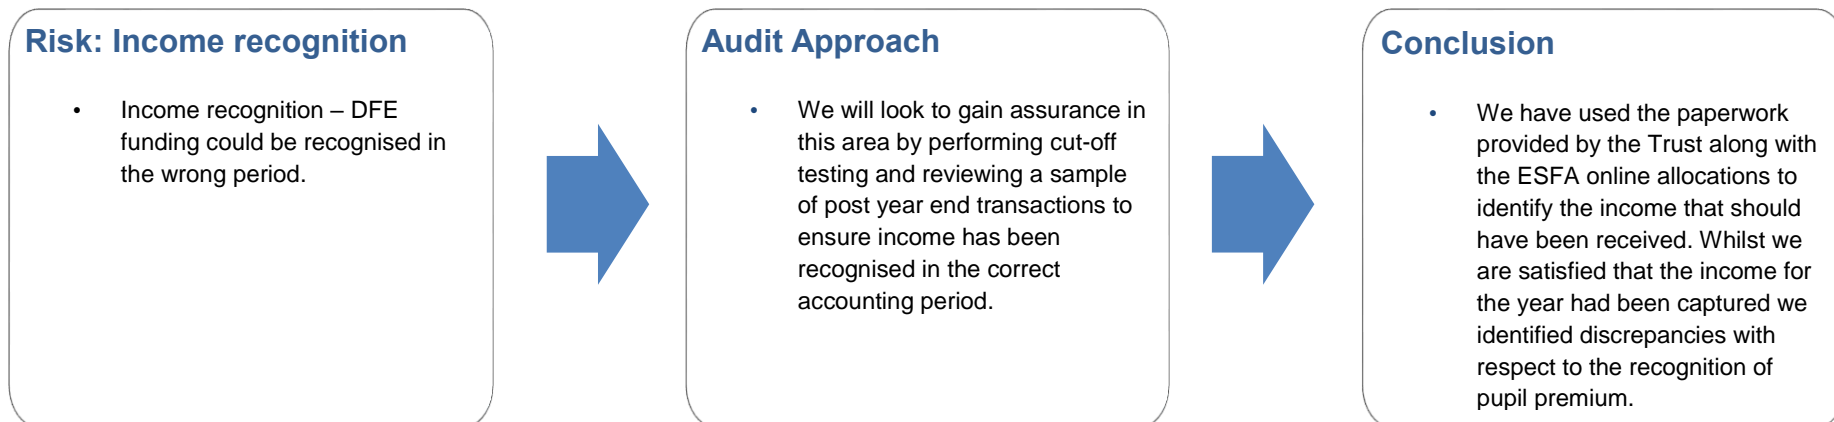 Risk: Income recognition
• Income recognition – DFE
funding could be recognised in
the wrong period.
Audit Approach
• We will look to gain assurance in
this area by performing cut-off
testing and reviewing a sample
of post year end transactions to
ensure income has been
recognised in the correct
accounting period.
Conclusion
• We have used the paperwork
provided by the Trust along with
the ESFA online allocations to
identify the income that should
have been received. Whilst we
are satisfied that the income for
the year had been captured we
identified discrepancies with
respect to the recognition of
pupil premium.